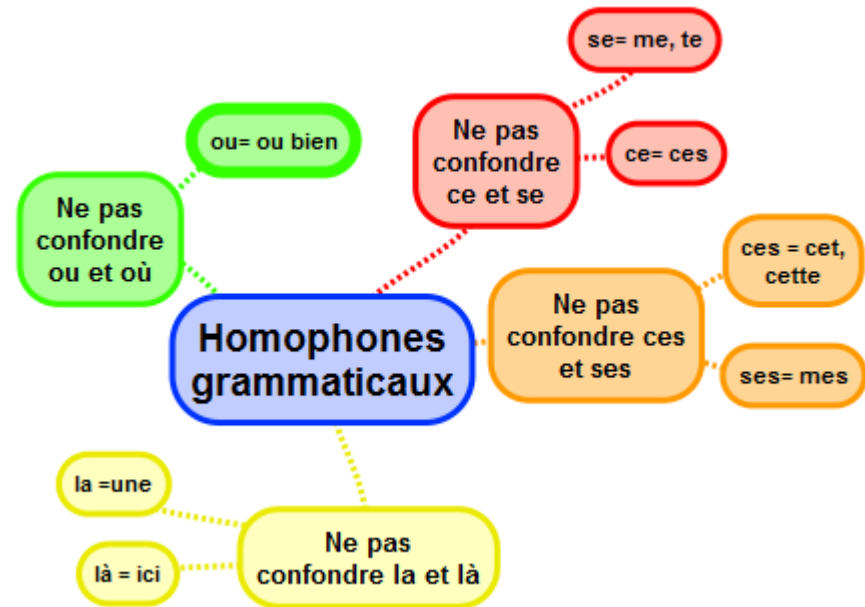 se= me, te
Ne pas
confondre
ce et se
ce= ces
ou= ou bien
Ne pas
confondre
ou et où
ces = cet,
cette
Ne pas
confondre ces
et ses
ses= mes
Homophones
grammaticaux
la =une
Ne pas
confondre la et là
là = ici